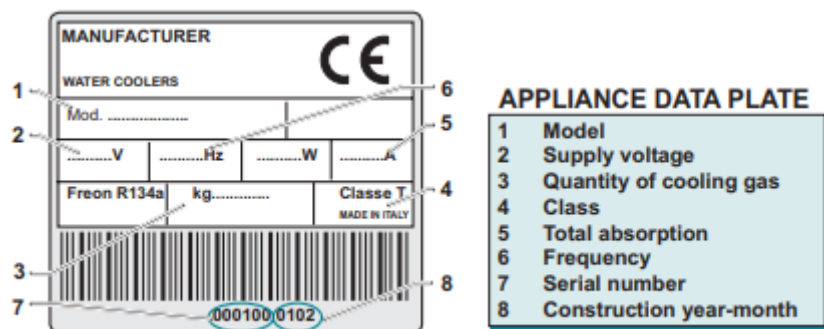 MANUFACTURER
CE
WATER COOLERS
1
Mod. ....................
6
2
...........V
...........Hz
...........W
...........A
5
Freon R134a
kg..............
Classe T
4
MADE IN ITALY
3
7
000100 0102
8
APPLIANCE DATA PLATE
1 Model
2 Supply voltage
3 Quantity of cooling gas
4 Class
5 Total absorption
6 Frequency
7 Serial number
8 Construction year-month